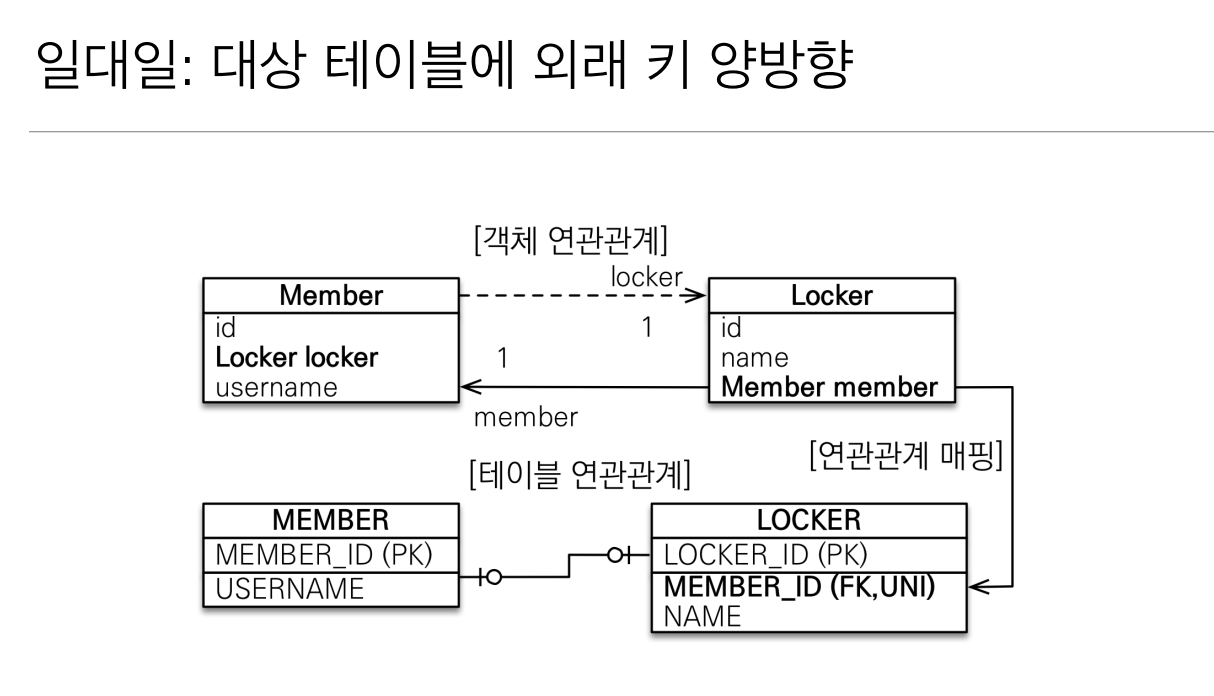 일대일: 대상 테이블에 외래 키 양방향
[객체 연관관계]
locker
Member
id
Locker locker
username
1
1
member
Locker
id
name
Member member
[연관관계 매핑]
[테이블 연관관계]
MEMBER
MEMBER_ID (PK)
USERNAME
LOCKER
LOCKER_ID (PK)
MEMBER_ID (FK,UNI)
NAME